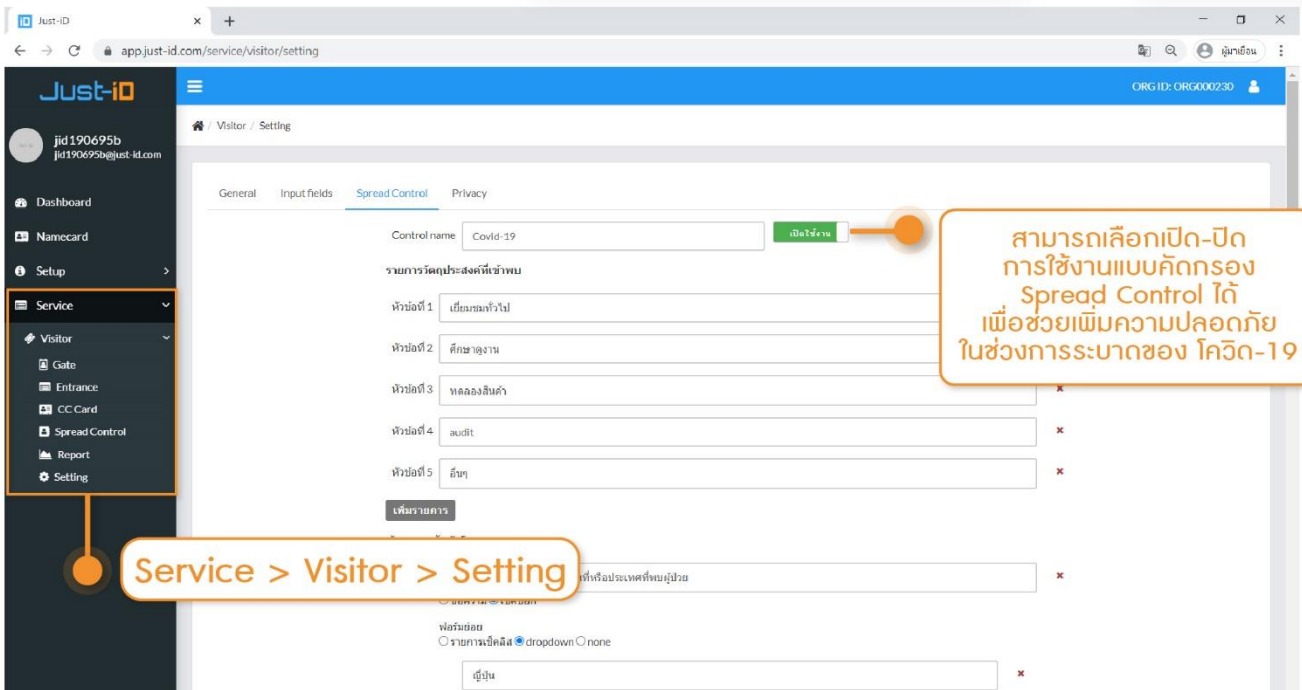 Just-iD
app.just-id.com/service/visitor/setting
ผู้มาเยือน
Just-iD
ORG ID: ORG000230
jid190695b
jid190695b@just-id.com
Visitor / Setting
Dashboard
Namecard
Setup
Service
Visitor
Gate
Entrance
CC Card
Spread Control
Report
Setting
General Input fields Spread Control Privacy
Control name Covid-19 เปิดใช้งาน
รายการวัตถุประสงค์ที่เข้าพบ
หัวข้อที่ 1 เยี่ยมชมทั่วไป
หัวข้อที่ 2 ศึกษาดูงาน
หัวข้อที่ 3 ทดลองสินค้า
หัวข้อที่ 4 audit
หัวข้อที่ 5 อื่นๆ
เพิ่มรายการ
สามารถเลือกเปิด-ปิด
การใช้งานแบบคัดกรอง
Spread Control ได้
เพื่อช่วยเพิ่มความปลอดภัย
ในช่วงการระบาดของ โควิด-19
Service > Visitor > Setting
ที่หรือประเทศที่พบผู้ป่วย
ฟอร์มย่อย
รายการเช็คลิส dropdown none
ญี่ปุ่น